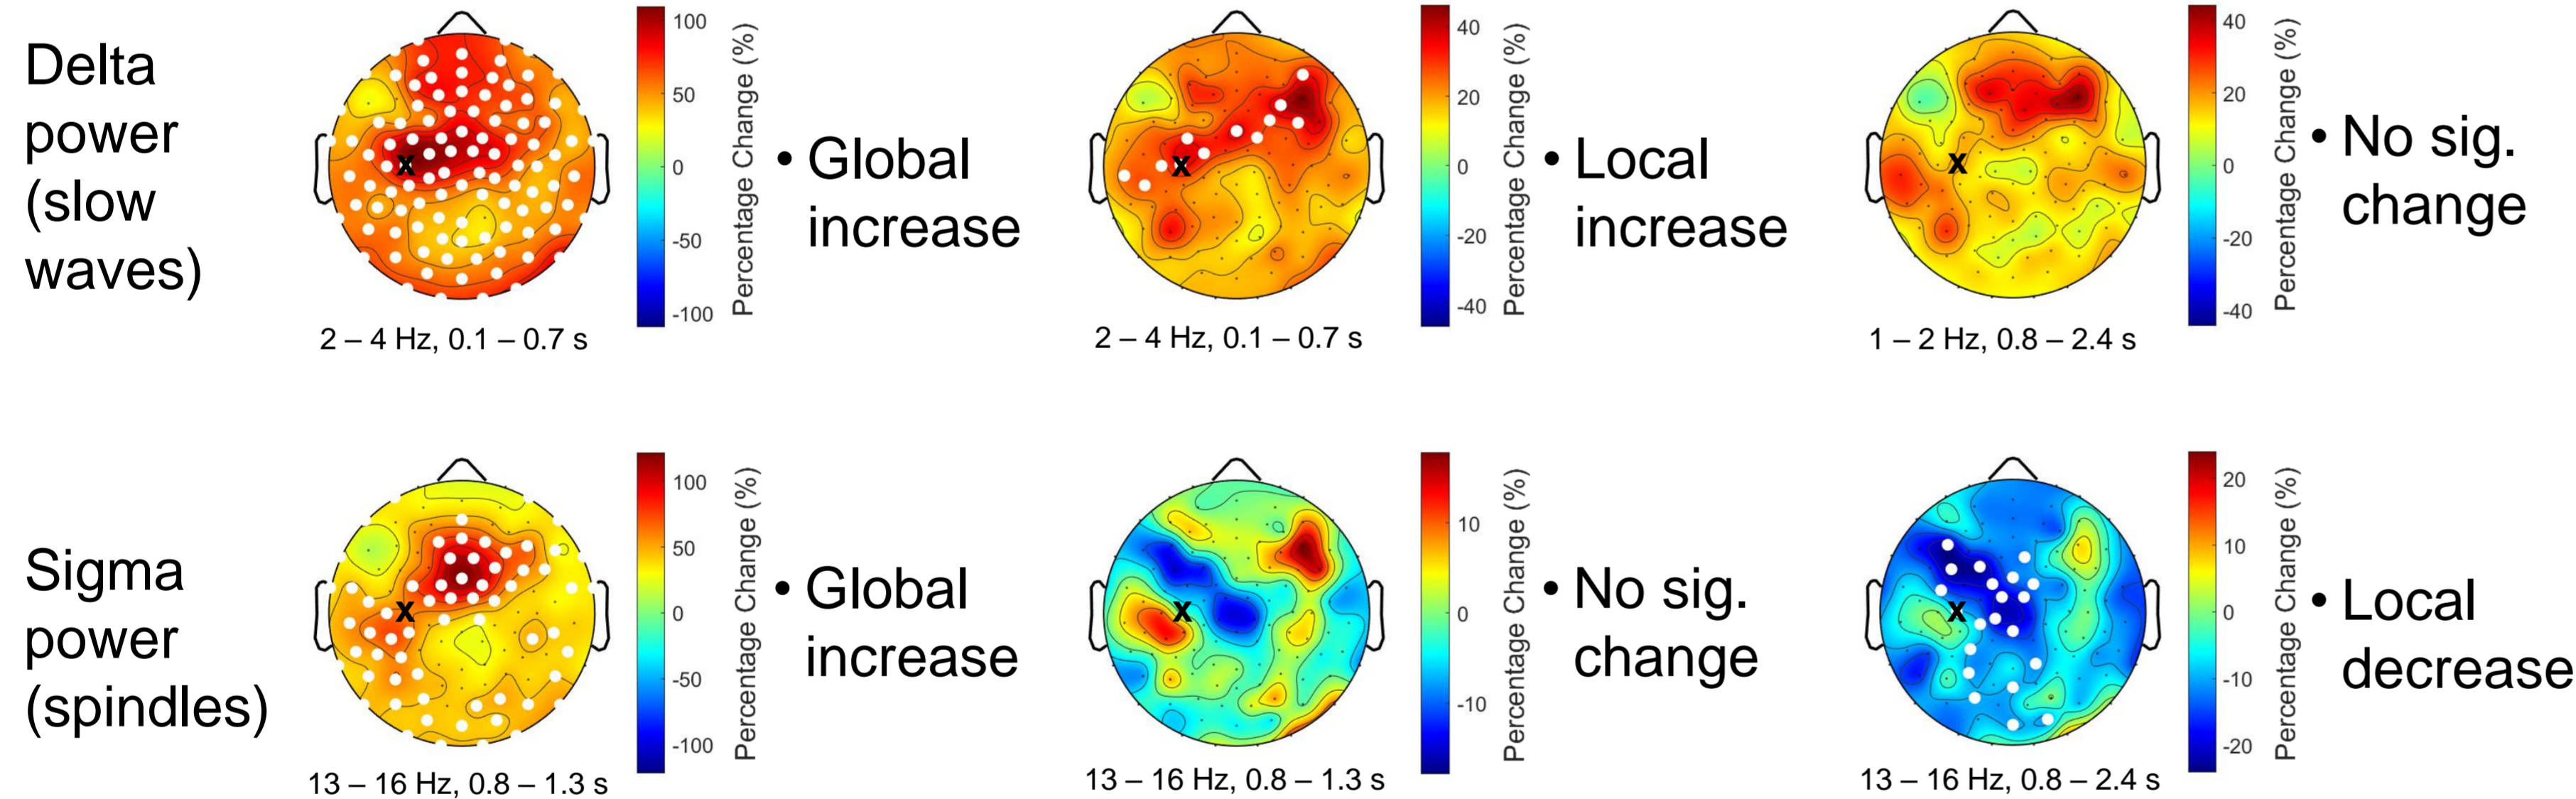 Delta
power
(slow
waves)
100
50
0
-50
-100
Percentage Change (%)
x
2 – 4 Hz, 0.1 – 0.7 s
• Global
increase
40
20
0
-20
-40
Percentage Change (%)
x
2 – 4 Hz, 0.1 – 0.7 s
• Local
increase
40
20
0
-20
-40
Percentage Change (%)
x
1 – 2 Hz, 0.8 – 2.4 s
• No sig.
change
Sigma
power
(spindles)
100
50
0
-50
-100
Percentage Change (%)
x
13 – 16 Hz, 0.8 – 1.3 s
• Global
increase
10
0
-10
Percentage Change (%)
x
13 – 16 Hz, 0.8 – 1.3 s
• No sig.
change
20
10
0
-10
-20
Percentage Change (%)
x
13 – 16 Hz, 0.8 – 2.4 s
• Local
decrease